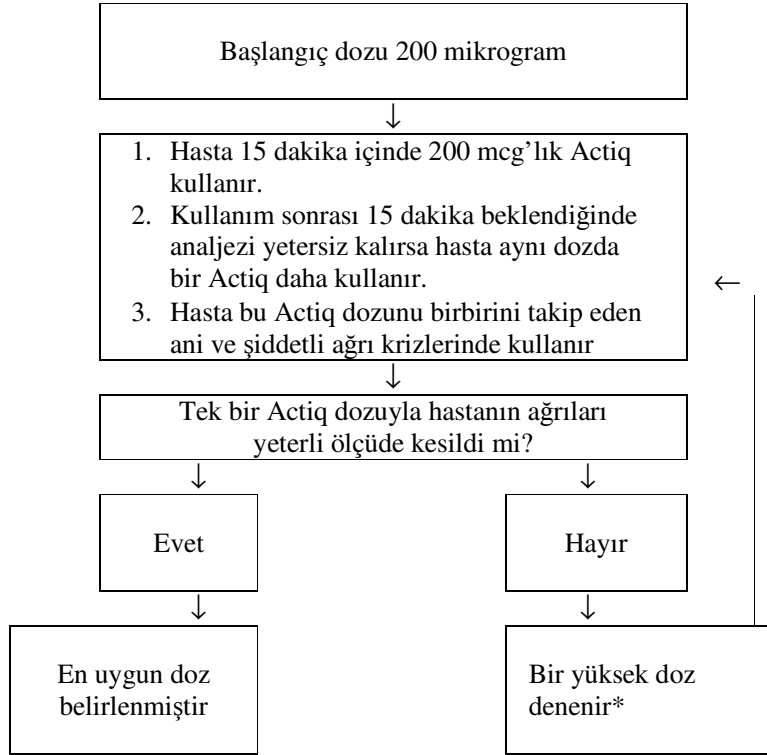 Başlangıç dozu 200 mikrogram
↓
1. Hasta 15 dakika içinde 200 mcg’lık Actiq
kullanır.
2. Kullanım sonrası 15 dakika beklendiğinde
analjezi yetersiz kalırsa hasta aynı dozda
bir Actiq daha kullanır.
3. Hasta bu Actiq dozunu birbirini takip eden
ani ve şiddetli ağrı krizlerinde kullanır
←
↓
Tek bir Actiq dozuyla hastanın ağrıları
yeterli ölçüde kesildi mi?
↓ ↓
Evet Hayır
↓ ↓
En uygun doz
belirlenmiştir
Bir yüksek doz
denenir*